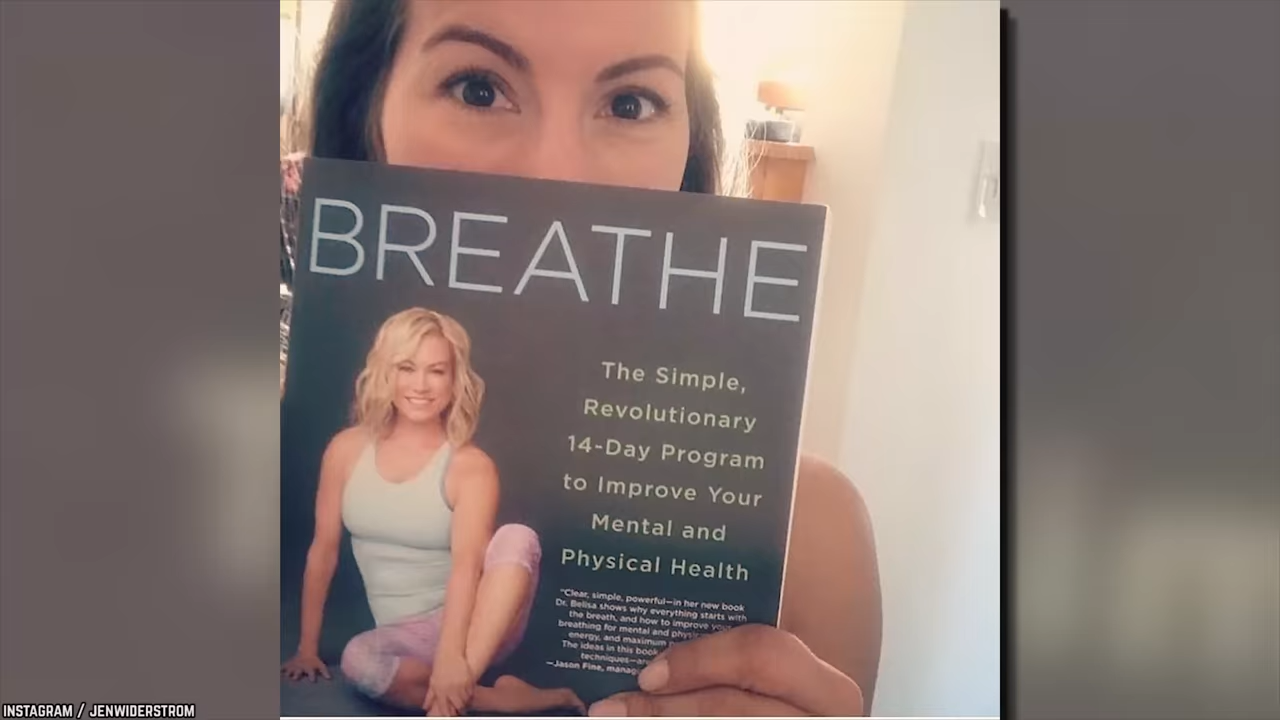 BREATHE
The Simple,
Revolutionary
14-Day Program
to Improve Your
Mental and
Physical Health
"Clear, simple, powerful—in her new book
Dr. Belisa shows why everything starts with
the breath, and how to improve
breathing for mental and
energy, and maximum
The ideas in this book
techniques—
—Jason Fine,
INSTAGRAM / JENWIDERSTROM